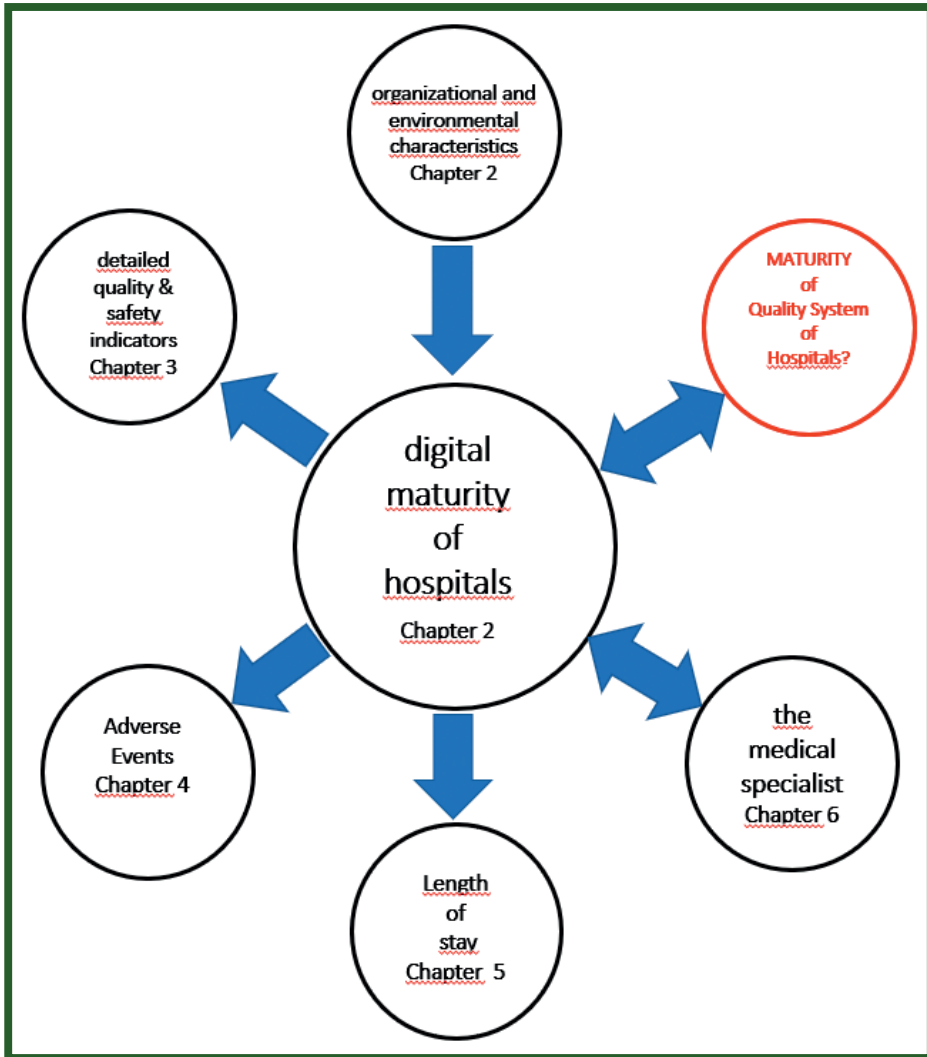 organizational and
environmental
characteristics
Chapter 2
detailed
quality &
safety
indicators
Chapter 3
MATURITY
of
Quality System
of
Hospitals?
digital
maturity
of
hospitals
Chapter 2
Adverse
Events
Chapter 4
the
medical
specialist
Chapter 6
Length
of
stay
Chapter 5